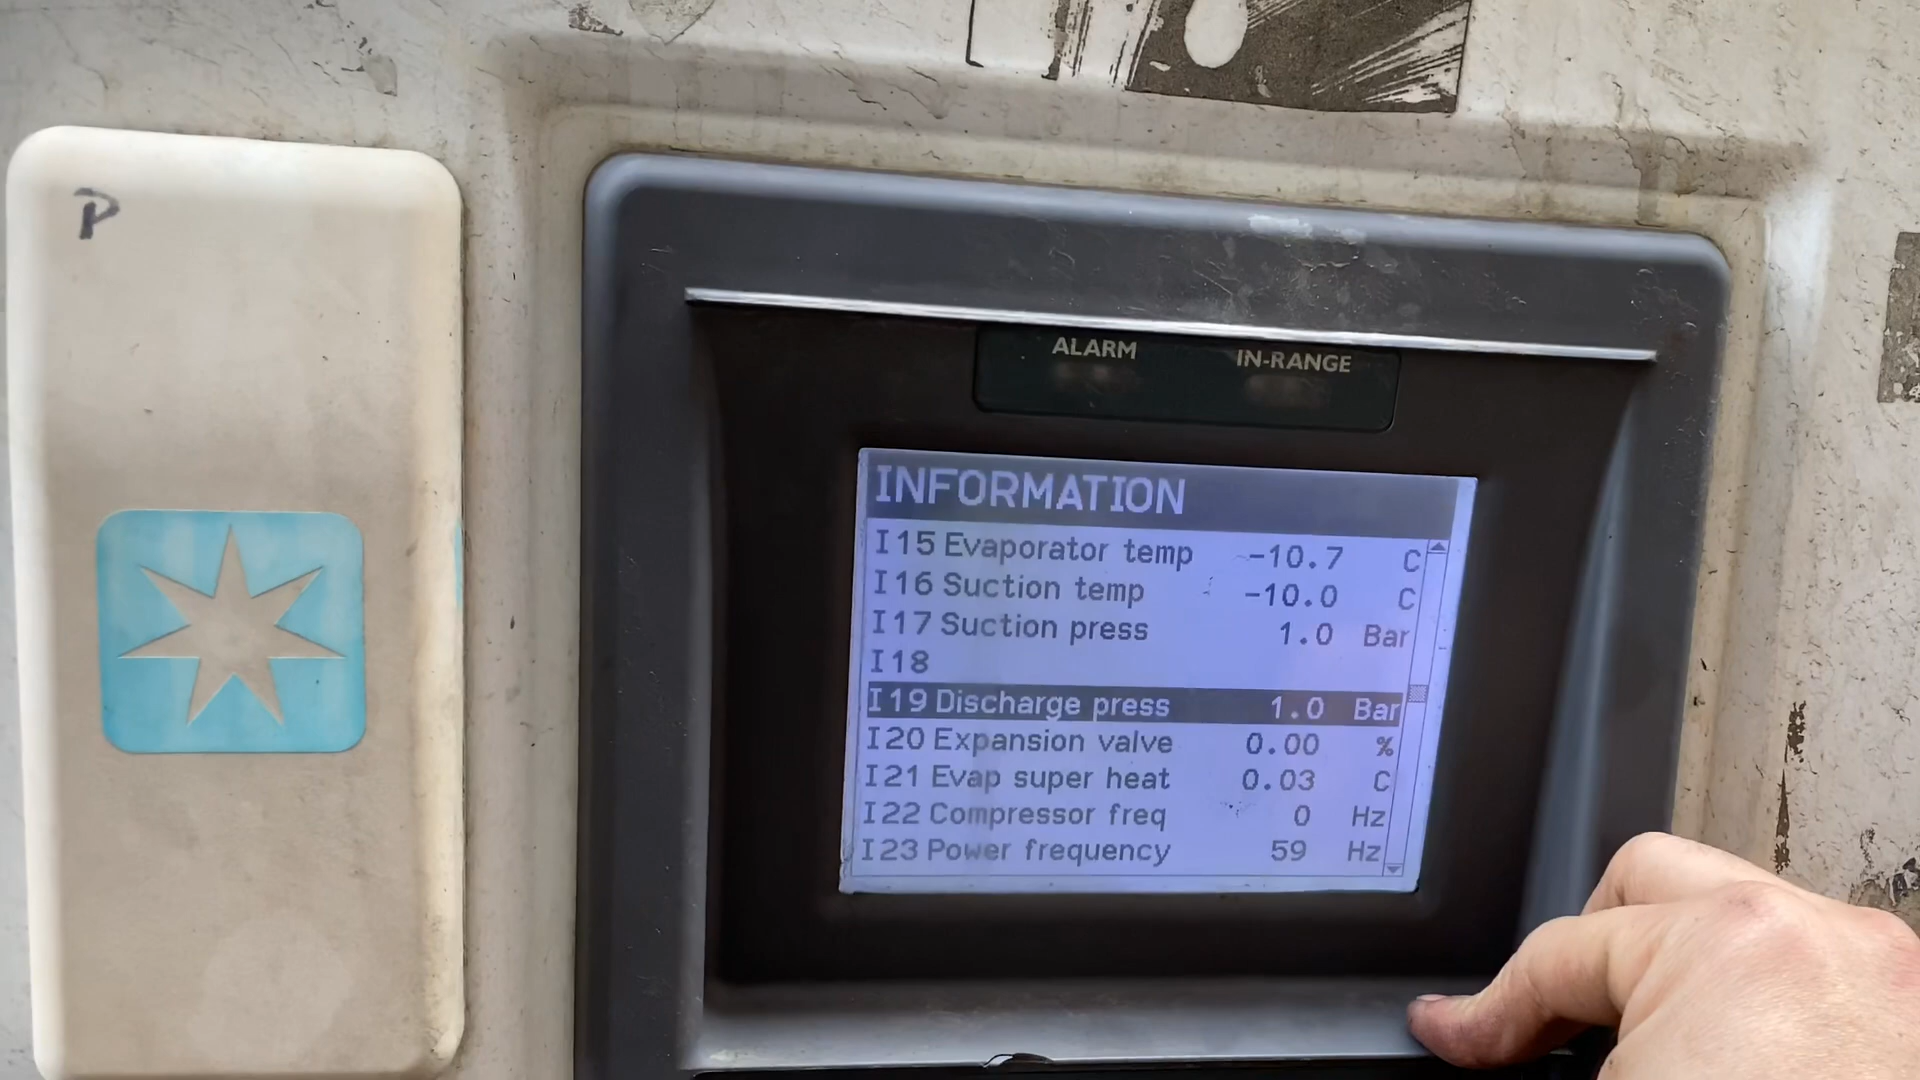 P
ALARM IN-RANGE
INFORMATION
I15 Evaporator temp -10.7 C
I16 Suction temp -10.0 C
I17 Suction press 1.0 Bar
I18
I19 Discharge press 1.0 Bar
I20 Expansion valve 0.00 %
I21 Evap super heat 0.03 C
I22 Compressor freq 0 Hz
I23 Power frequency 59 Hz